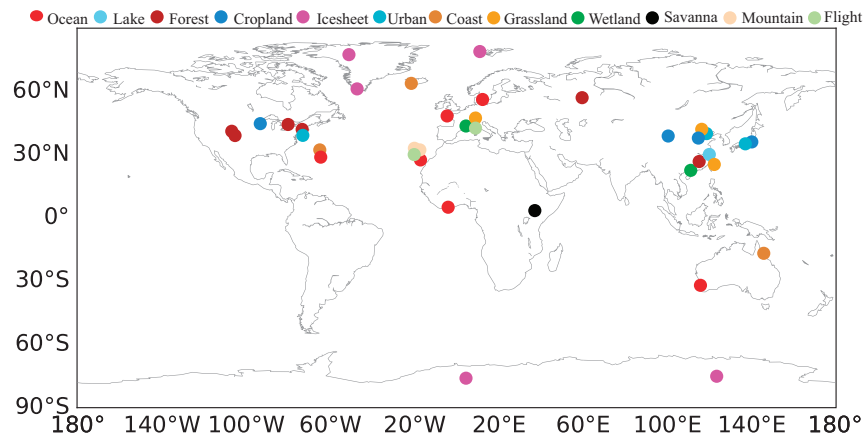 Ocean Lake Forest Cropland Icesheet Urban Coast Grassland Wetland Savanna Mountain Flight
60°N
30°N
0°
30°S
60°S
90°S
180° 140°W 100°W 60°W 20°W 20°E 60°E 100°E 140°E 180°